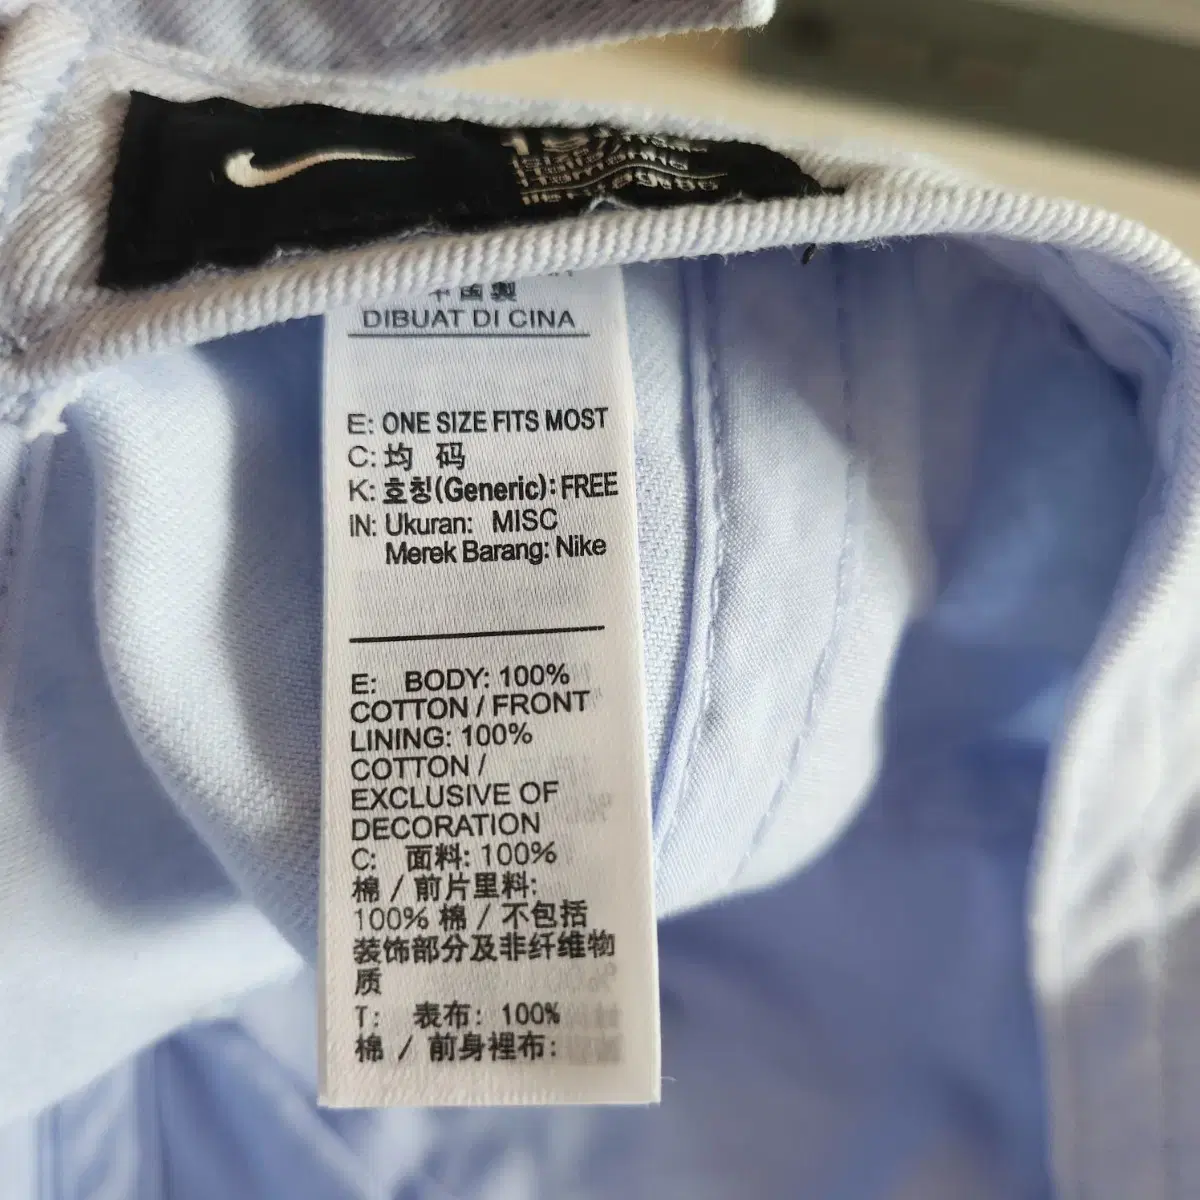 中國製
DIBUAT DI CINA
E: ONE SIZE FITS MOST
C: 均 码
K: 호칭(Generic): FREE
IN: Ukuran: MISC
Merek Barang: Nike
E: BODY: 100%
COTTON / FRONT
LINING: 100%
COTTON /
EXCLUSIVE OF
DECORATION
C: 面料: 100%
棉 / 前片里料:
100% 棉 / 不包括
装饰部分及非纤维物
质
T: 表布: 100%
棉 / 前身裡布: